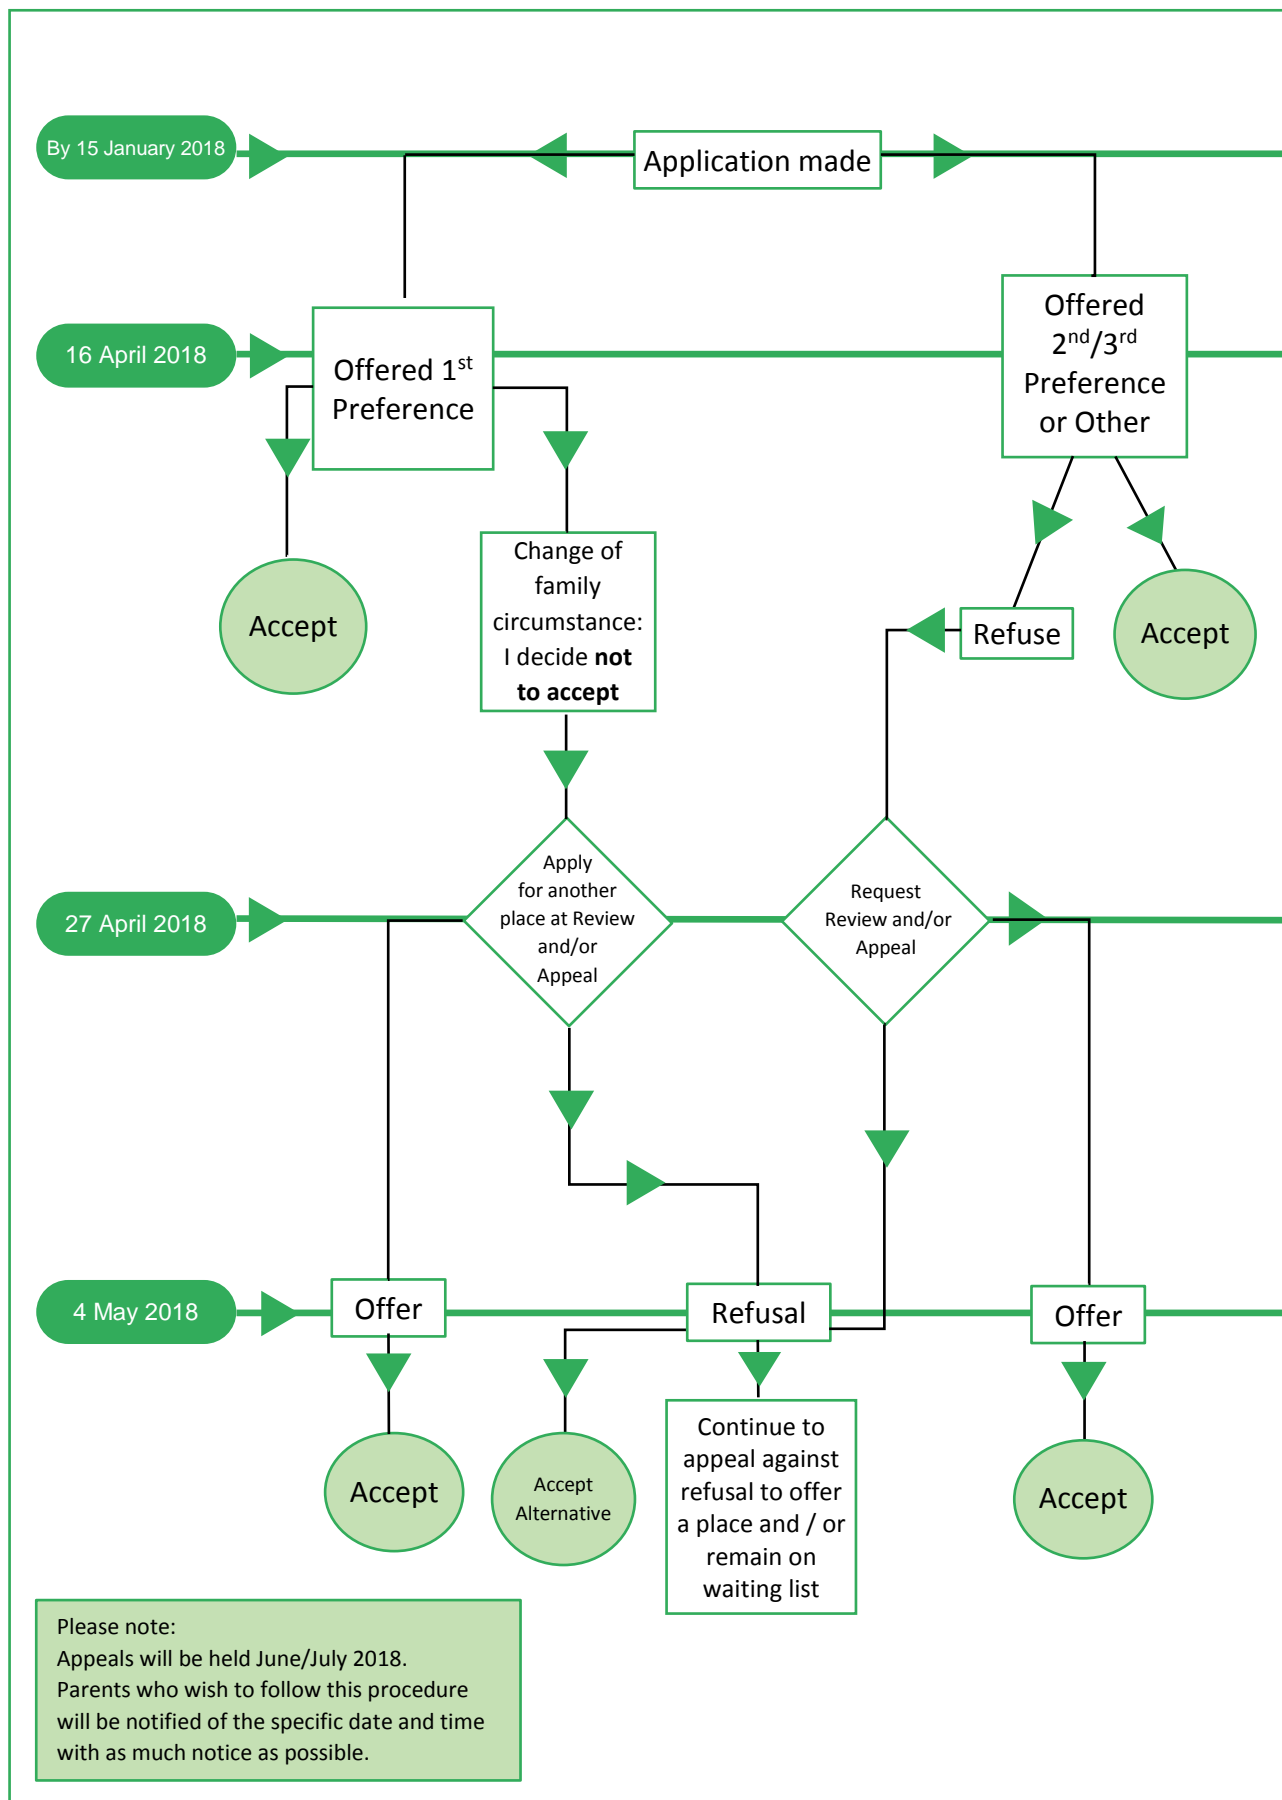 By 15 January 2018
Application made
16 April 2018
Offered 1st
Preference
Offered
2nd/3rd
Preference
or Other
Accept
Change of
family
circumstance:
I decide not
to accept
Refuse
Accept
27 April 2018
Apply
for another
place at Review
and/or
Appeal
Request
Review and/or
Appeal
4 May 2018
Offer
Refusal
Offer
Accept
Accept
Alternative
Continue to
appeal against
refusal to offer
a place and / or
remain on
waiting list
Accept
Please note:
Appeals will be held June/July 2018.
Parents who wish to follow this procedure
will be notified of the specific date and time
with as much notice as possible.